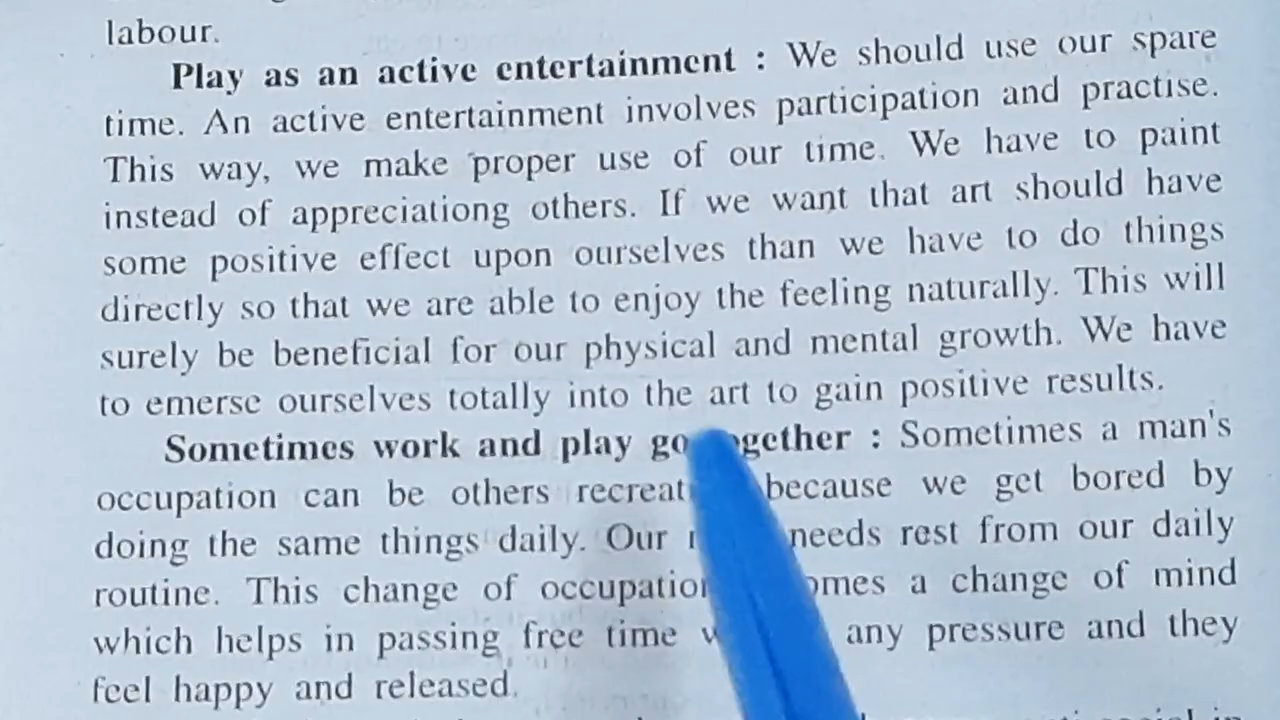 labour.
Play as an active entertainment : We should use our spare
time. An active entertainment involves participation and practise.
This way, we make proper use of our time. We have to paint
instead of appreciationg others. If we want that art should have
some positive effect upon ourselves than we have to do things
directly so that we are able to enjoy the feeling naturally. This will
surely be beneficial for our physical and mental growth. We have
to emerse ourselves totally into the art to gain positive results.
Sometimes work and play go together : Sometimes a man's
occupation can be others because we get bored by
doing the same things daily. Our needs rest from our daily
routine. This change of occupation a change of mind
which helps in passing free time any pressure and they
feel happy and released.